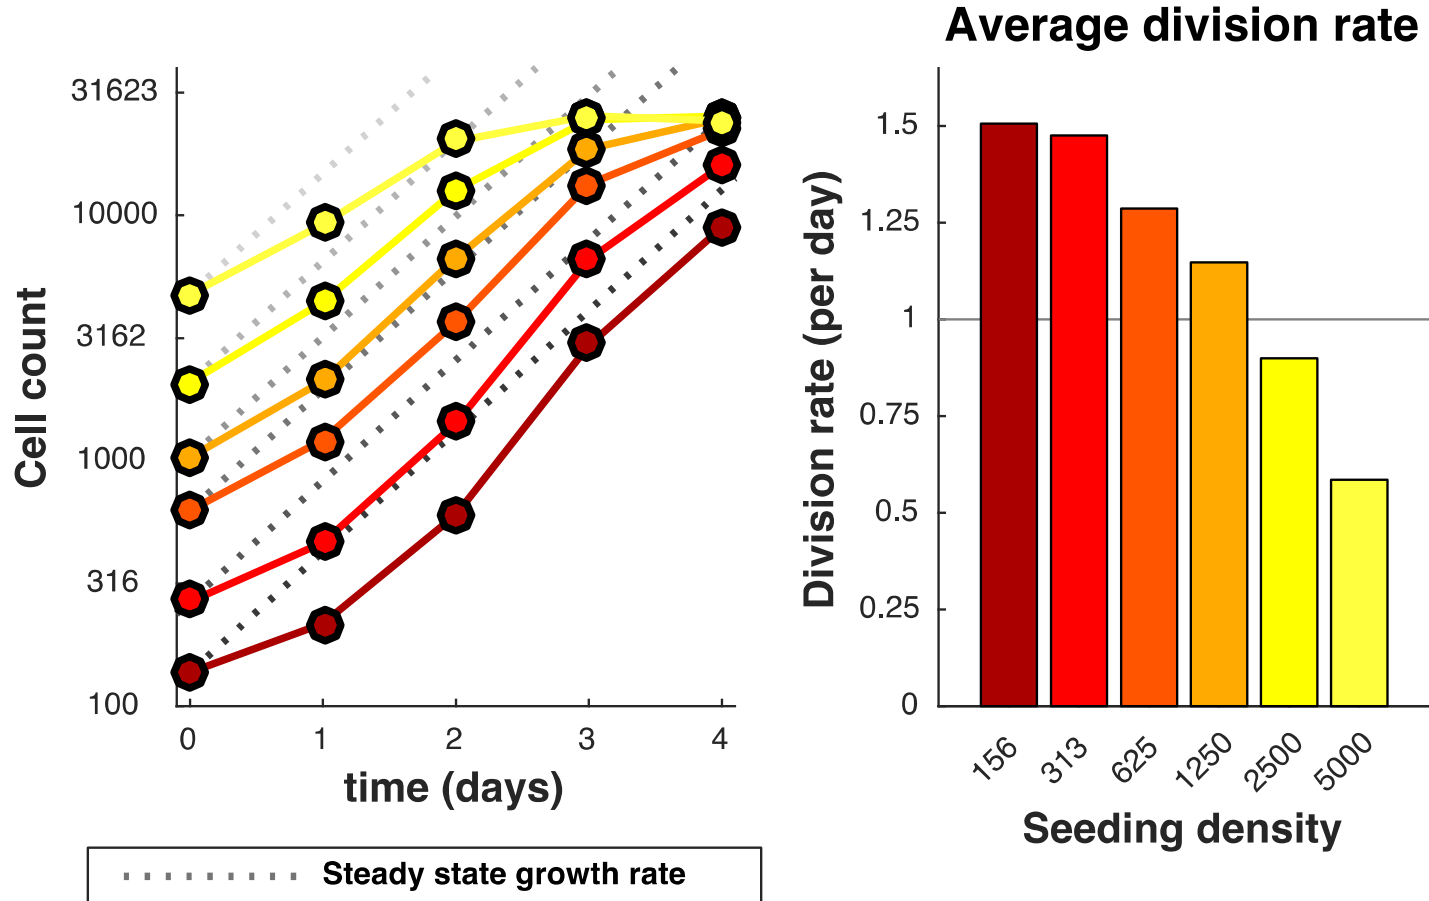 Cell count
31623
10000
3162
1000
316
100
0 1 2 3 4
time (days)
Steady state growth rate
Average division rate
Division rate (per day)
1.5
1.25
1
0.75
0.5
0.25
0
156 313 625 1250 2500 5000
Seeding density